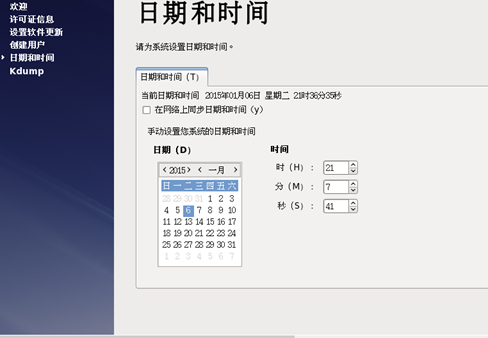 欢迎
许可证信息
设置软件更新
创建用户
日期和时间
Kdump
日期和时间
请为系统设置日期和时间。
日期和时间（T）
当前日期和时间 2015年01月06日 星期二 21时36分35秒
在网络上同步日期和时间（y）
手动设置您系统的日期和时间
日期（D）
2015 一月
日 一 二 三 四 五 六
28 29 30 31 1 2 3
4 5 6 7 8 9 10
11 12 13 14 15 16 17
18 19 20 21 22 23 24
25 26 27 28 29 30 31
1 2 3 4 5 6 7
时间
时（H）： 21
分（M）： 7
秒（S）： 41